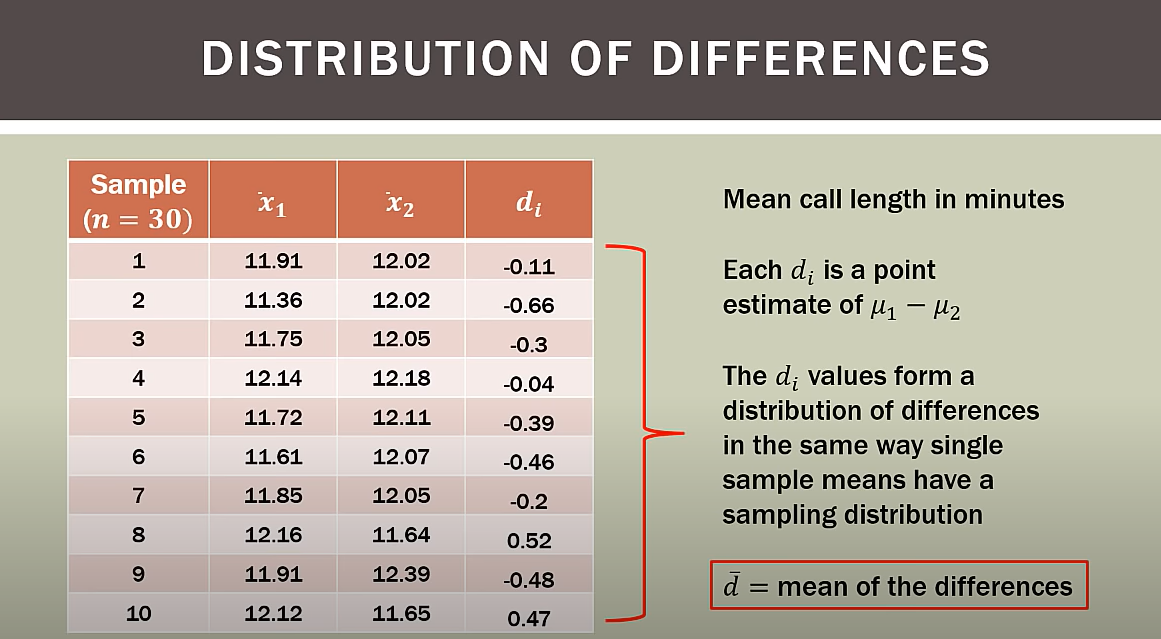 DISTRIBUTION OF DIFFERENCES
Sample (n = 30) x̄₁ x̄₂ dᵢ
1 11.91 12.02 -0.11
2 11.36 12.02 -0.66
3 11.75 12.05 -0.3
4 12.14 12.18 -0.04
5 11.72 12.11 -0.39
6 11.61 12.07 -0.46
7 11.85 12.05 -0.2
8 12.16 11.64 0.52
9 11.91 12.39 -0.48
10 12.12 11.65 0.47
Mean call length in minutes
Each dᵢ is a point
estimate of μ₁ − μ₂
The dᵢ values form a
distribution of differences
in the same way single
sample means have a
sampling distribution
d̄ = mean of the differences